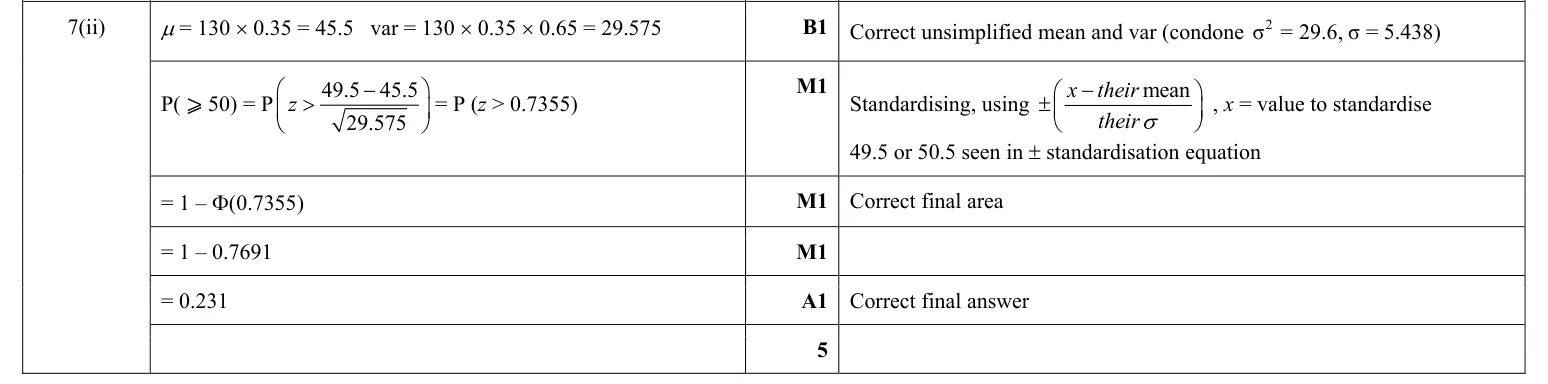 7(ii) μ = 130 × 0.35 = 45.5 var = 130 × 0.35 × 0.65 = 29.575 B1 Correct unsimplified mean and var (condone σ² = 29.6, σ = 5.438)
P( ⩾ 50) = P(z > (49.5 – 45.5)/√29.575) = P (z > 0.7355) M1 Standardising, using ±((x – their mean)/(their σ)) , x = value to standardise
49.5 or 50.5 seen in ± standardisation equation
= 1 – Φ(0.7355) M1 Correct final area
= 1 – 0.7691 M1
= 0.231 A1 Correct final answer
5